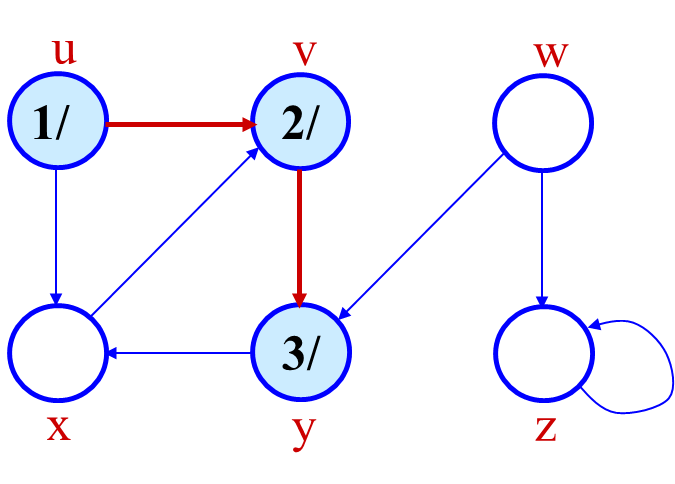 u v w
1/ 2/
3/
x y z